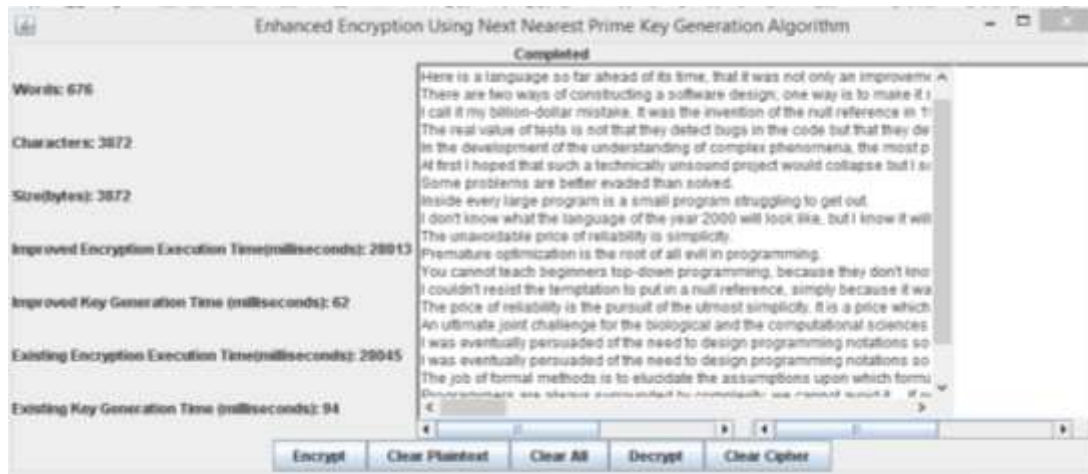 Enhanced Encryption Using Next Nearest Prime Key Generation Algorithm
Completed
Words: 676
Characters: 3872
Size(bytes): 3872
Improved Encryption Execution Time(milliseconds): 28013
Improved Key Generation Time (milliseconds): 62
Existing Encryption Execution Time(milliseconds): 28045
Existing Key Generation Time (milliseconds): 94
Here is a language so far ahead of its time, that it was not only an improveme
There are two ways of constructing a software design; one way is to make it s
I call it my billion-dollar mistake. It was the invention of the null reference in 1
The real value of tests is not that they detect bugs in the code but that they de
In the development of the understanding of complex phenomena, the most p
At first I hoped that such a technically unsound project would collapse but I s
Some problems are better evaded than solved.
Inside every large program is a small program struggling to get out.
I don't know what the language of the year 2000 will look like, but I know it will
The unavoidable price of reliability is simplicity.
Premature optimization is the root of all evil in programming.
You cannot teach beginners top-down programming, because they don't kno
I couldn't resist the temptation to put in a null reference, simply because it wa
The price of reliability is the pursuit of the utmost simplicity. It is a price which
An ultimate joint challenge for the biological and the computational sciences
I was eventually persuaded of the need to design programming notations so
I was eventually persuaded of the need to design programming notations so
The job of formal methods is to elucidate the assumptions upon which formu
Programmers are always surrounded by complexity; we cannot avoid it.
Encrypt
Clear Plaintext
Clear All
Decrypt
Clear Cipher